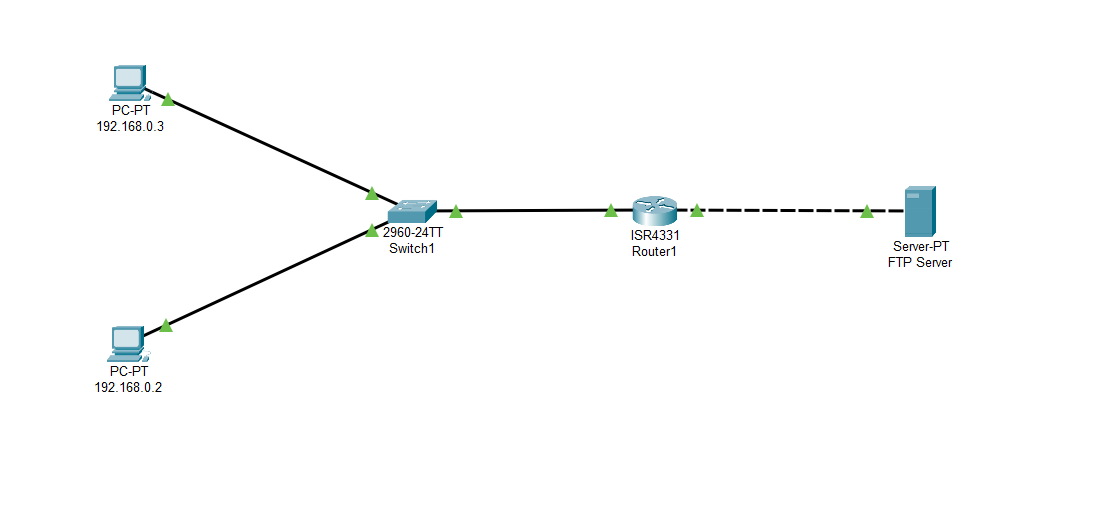 PC-PT
192.168.0.3
2960-24TT
Switch1
ISR4331
Router1
Server-PT
FTP Server
PC-PT
192.168.0.2